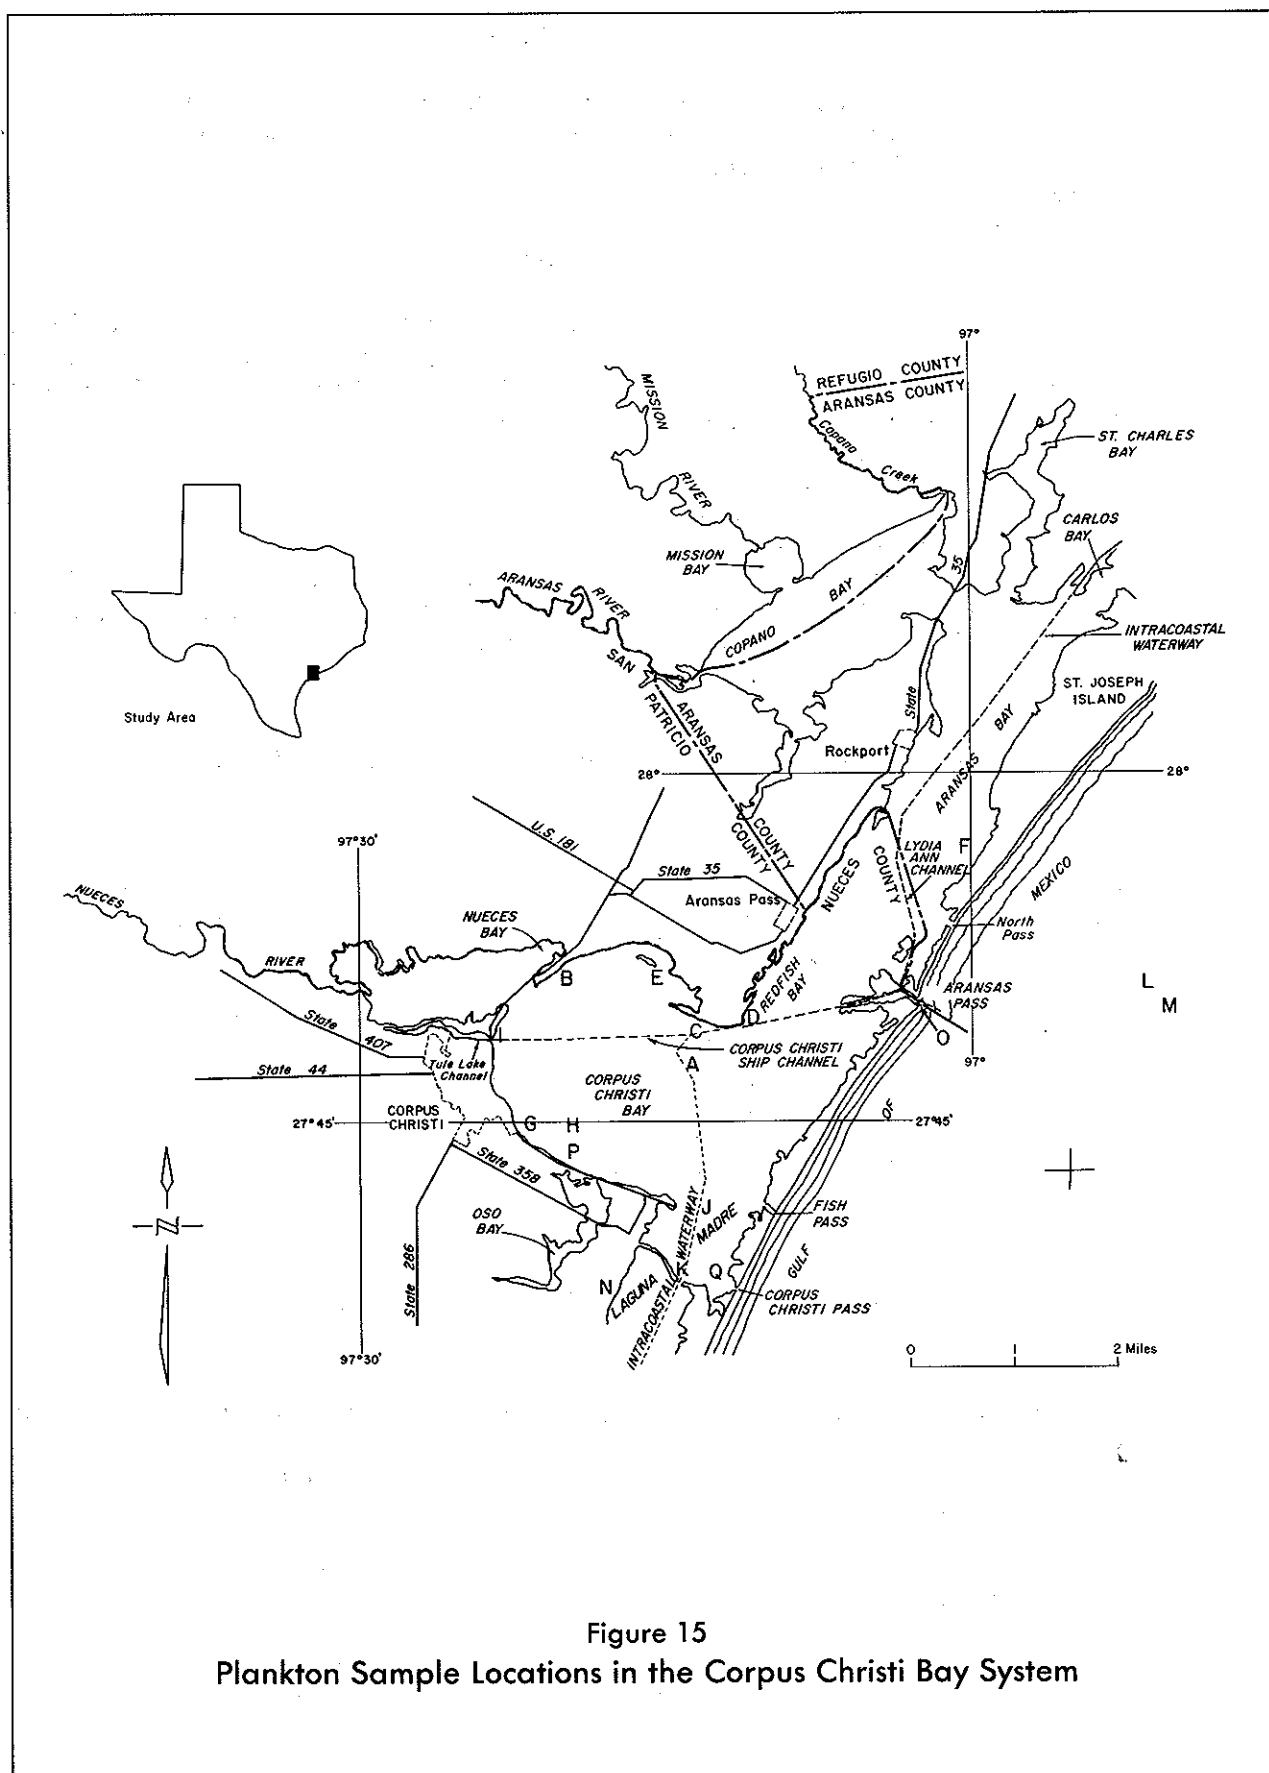 97°
REFUGIO COUNTY
ARANSAS COUNTY
MISSION
RIVER
Copano
Creek
ST. CHARLES
BAY
CARLOS
BAY
MISSION
BAY
35
ARANSAS
RIVER
COPANO
BAY
INTRACOASTAL
WATERWAY
SAN
PATRICIO
COUNTY
ARANSAS
COUNTY
ST. JOSEPH
ISLAND
Study Area
State
Rockport
ARANSAS
BAY
28°
28°
97°30'
U.S. 181
State 35
Aransas Pass
NUECES
COUNTY
LYDIA
ANN
CHANNEL
F
MEXICO
NUECES
RIVER
NUECES
BAY
North
Pass
B
E
REDFISH
BAY
ARANSAS
PASS
L
M
I
C
D
O
State
407
Tule Lake
Channel
A
CORPUS CHRISTI
SHIP CHANNEL
97°
State 44
CORPUS
CHRISTI
BAY
CORPUS
CHRISTI
27°45'
27°45'
G
H
P
OF
State 358
N
OSO
BAY
J
MADRE
FISH
PASS
GULF
State 286
N
LAGUNA
K
Q
INTRACOASTAL
WATERWAY
CORPUS
CHRISTI PASS
97°30'
0
1
2 Miles
Figure 15
Plankton Sample Locations in the Corpus Christi Bay System